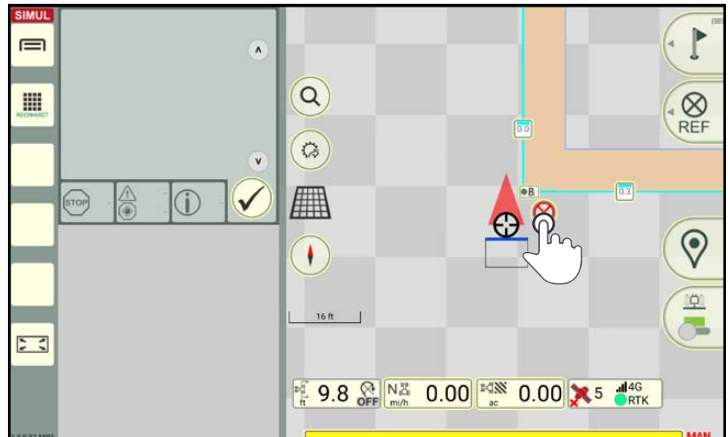 SIMUL
REICHHARDT
STOP
i
16 ft
0.0
B
0.3
REF
ft
9.8
OFF
N
mi/h
0.00
ac
0.00
5
4G
RTK
MAN